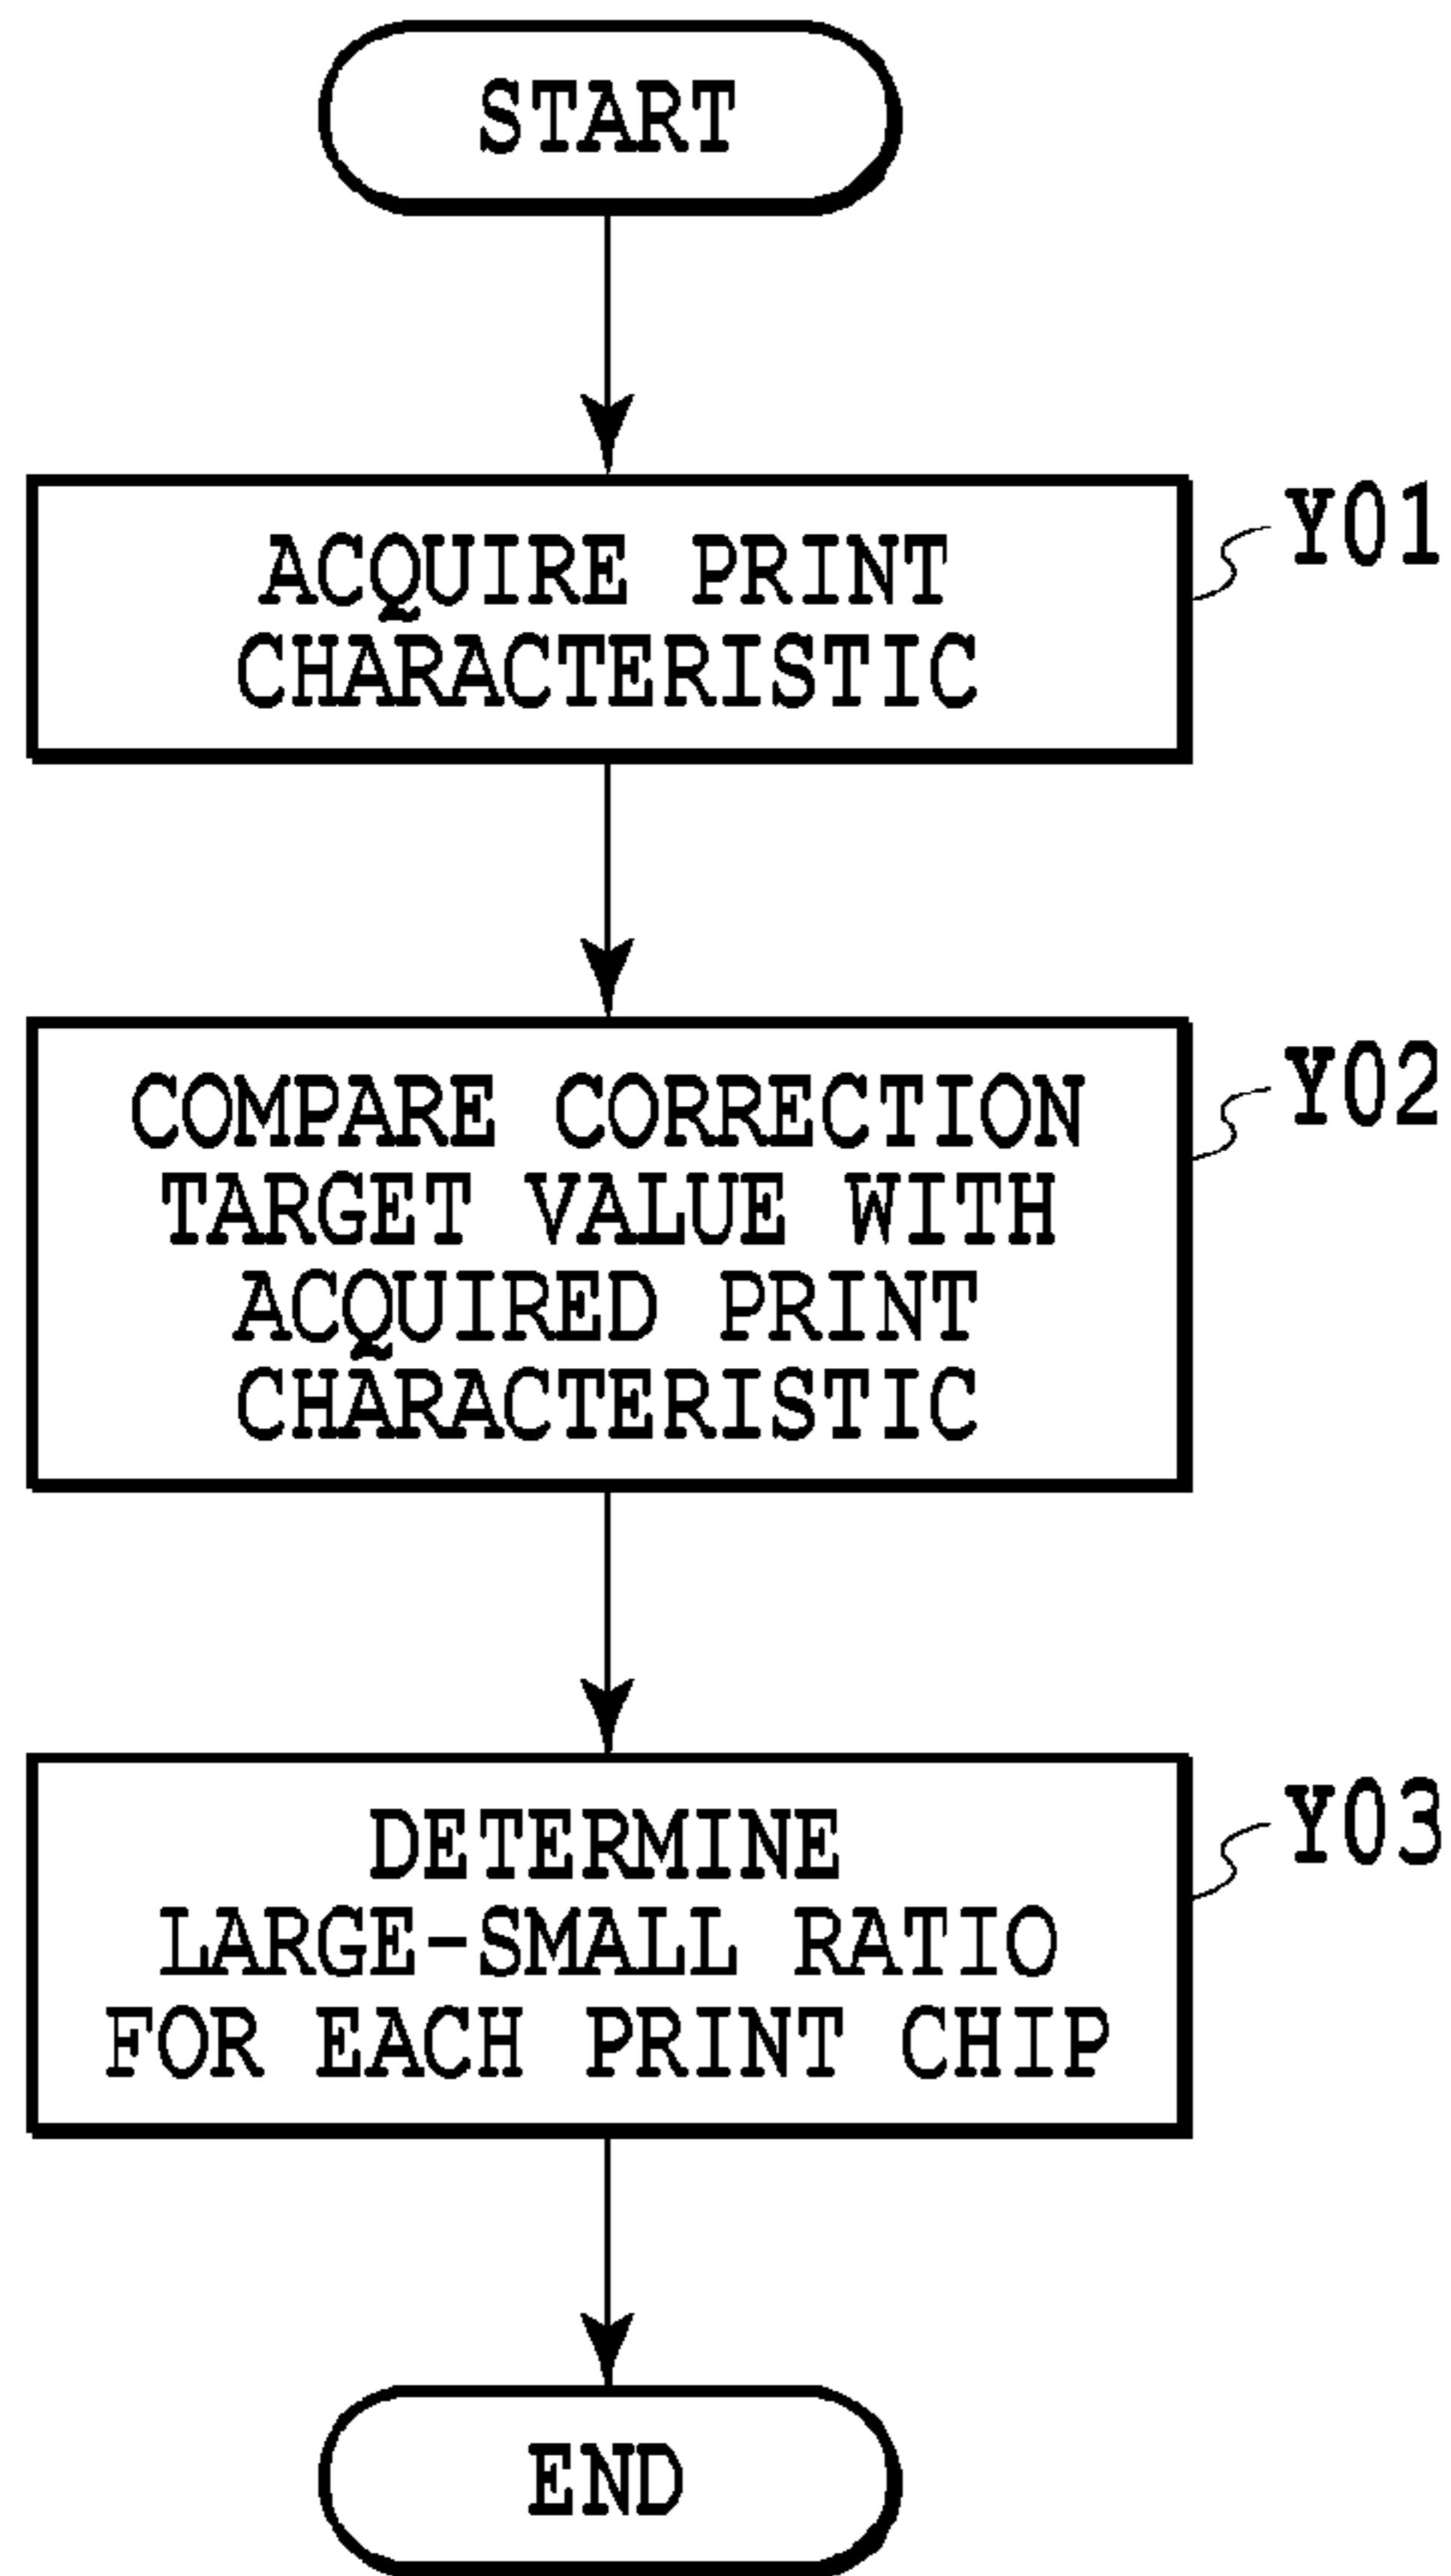 START
ACQUIRE PRINT
CHARACTERISTIC
Y01
COMPARE CORRECTION
TARGET VALUE WITH
ACQUIRED PRINT
CHARACTERISTIC
Y02
DETERMINE
LARGE-SMALL RATIO
FOR EACH PRINT CHIP
Y03
END